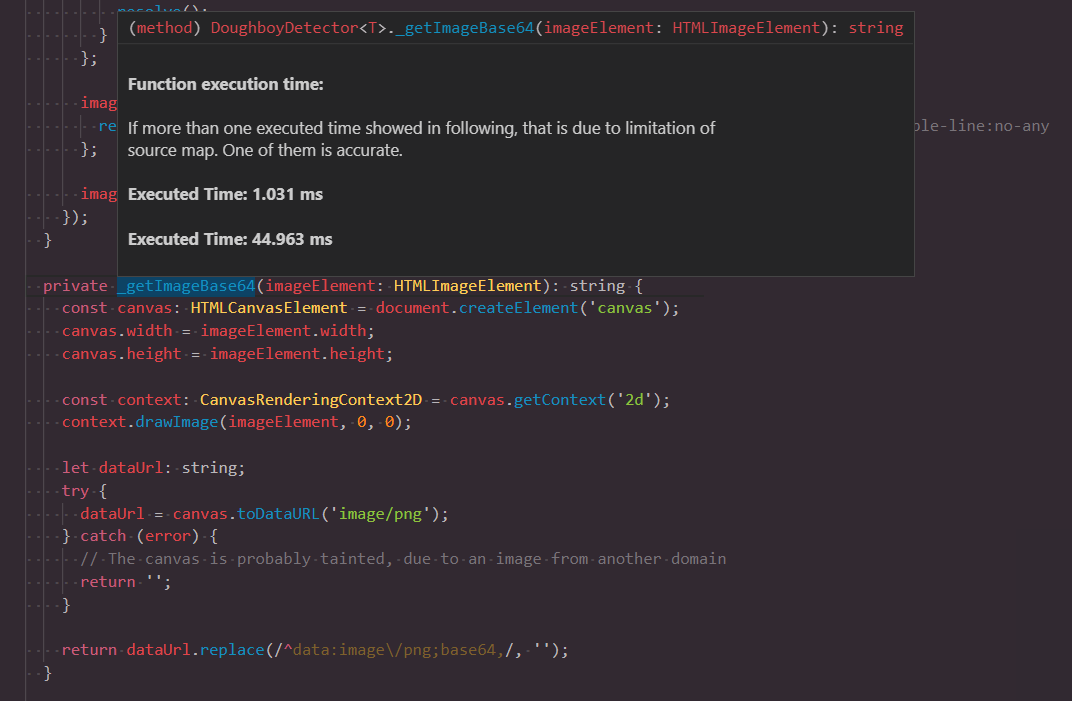 resolve();
(method) DoughboyDetector<T>._getImageBase64(imageElement: HTMLImageElement): string
}
};
Function execution time:
imag
re
If more than one executed time showed in following, that is due to limitation of
ble-line:no-any
source map. One of them is accurate.
};
imag
Executed Time: 1.031 ms
});
}
Executed Time: 44.963 ms
private _getImageBase64(imageElement: HTMLImageElement): string {
const canvas: HTMLCanvasElement = document.createElement('canvas');
canvas.width = imageElement.width;
canvas.height = imageElement.height;
const context: CanvasRenderingContext2D = canvas.getContext('2d');
context.drawImage(imageElement, 0, 0);
let dataUrl: string;
try {
dataUrl = canvas.toDataURL('image/png');
} catch (error) {
// The canvas is probably tainted, due to an image from another domain
return '';
}
return dataUrl.replace(/^data:image\/png;base64,/, '');
}